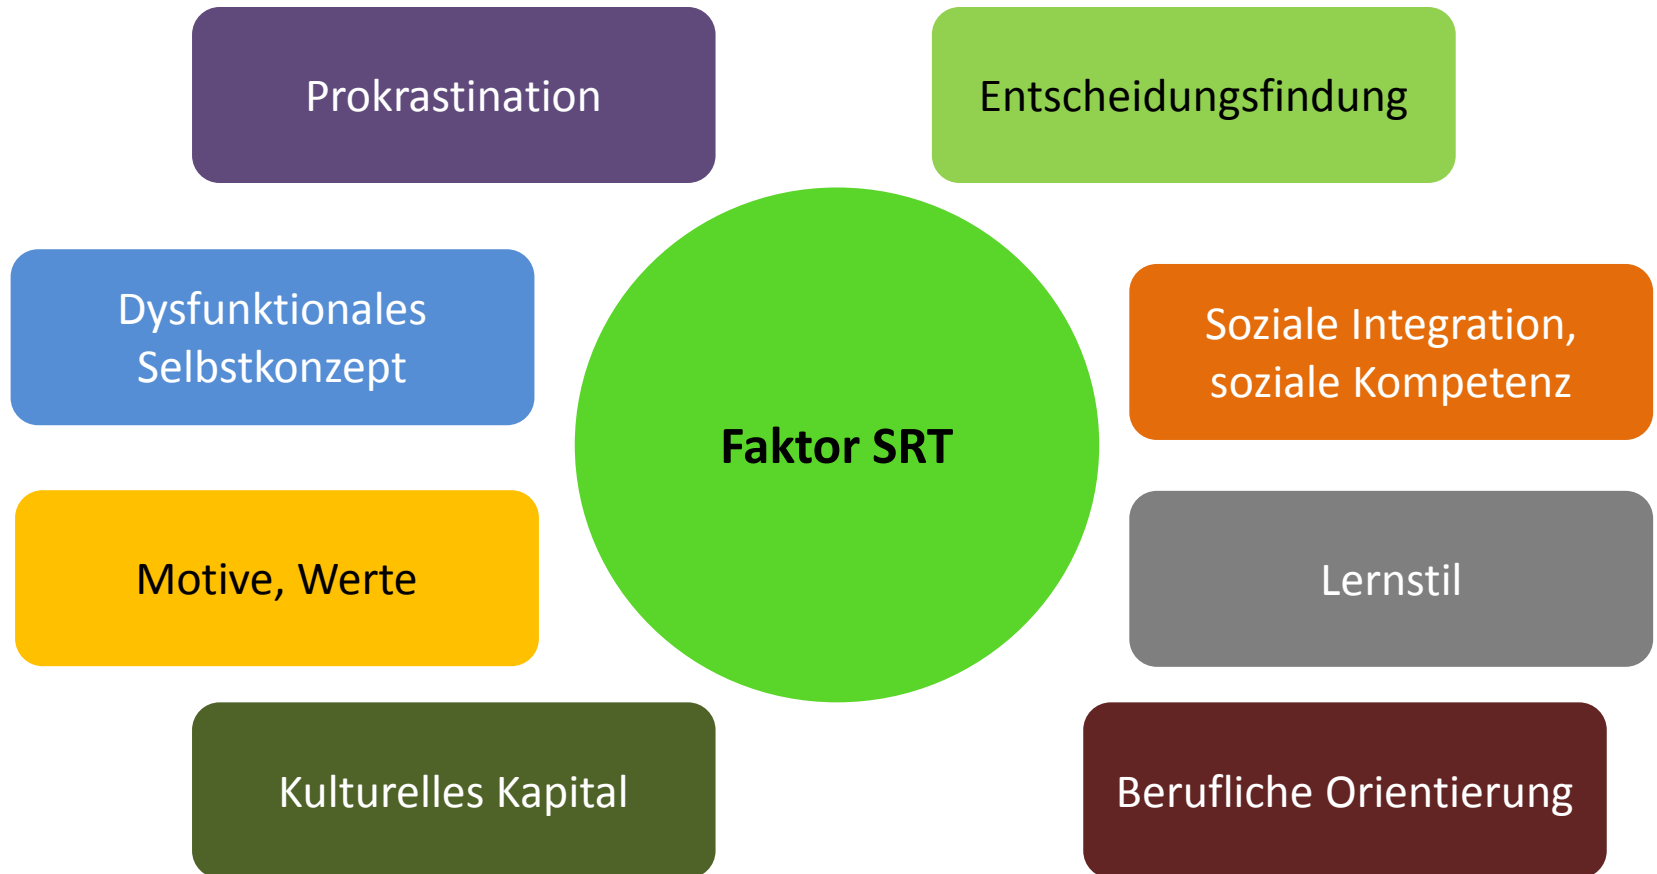 Prokrastination
Entscheidungsfindung
Dysfunktionales
Selbstkonzept
Soziale Integration,
soziale Kompetenz
Faktor SRT
Motive, Werte
Lernstil
Kulturelles Kapital
Berufliche Orientierung